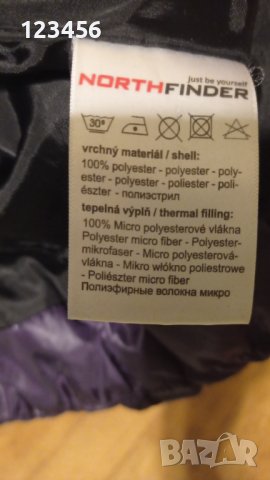 123456
just be yourself
NORTHFINDER
30°
vrchný materiál / shell:
100% polyester - polyester - poly-
ester - polyester - poliester - poli-
észter - полиэстрил
tepelná výplň / thermal filling:
100% Micro polyesterové vlákna
Polyester micro fiber - Polyester-
mikrofaser - Micro polyesterová-
vlákna - Mikro włókno poliestrowe
- Poliészter micro fiber
Полиэфирные волокна микро
BAZAR
bg